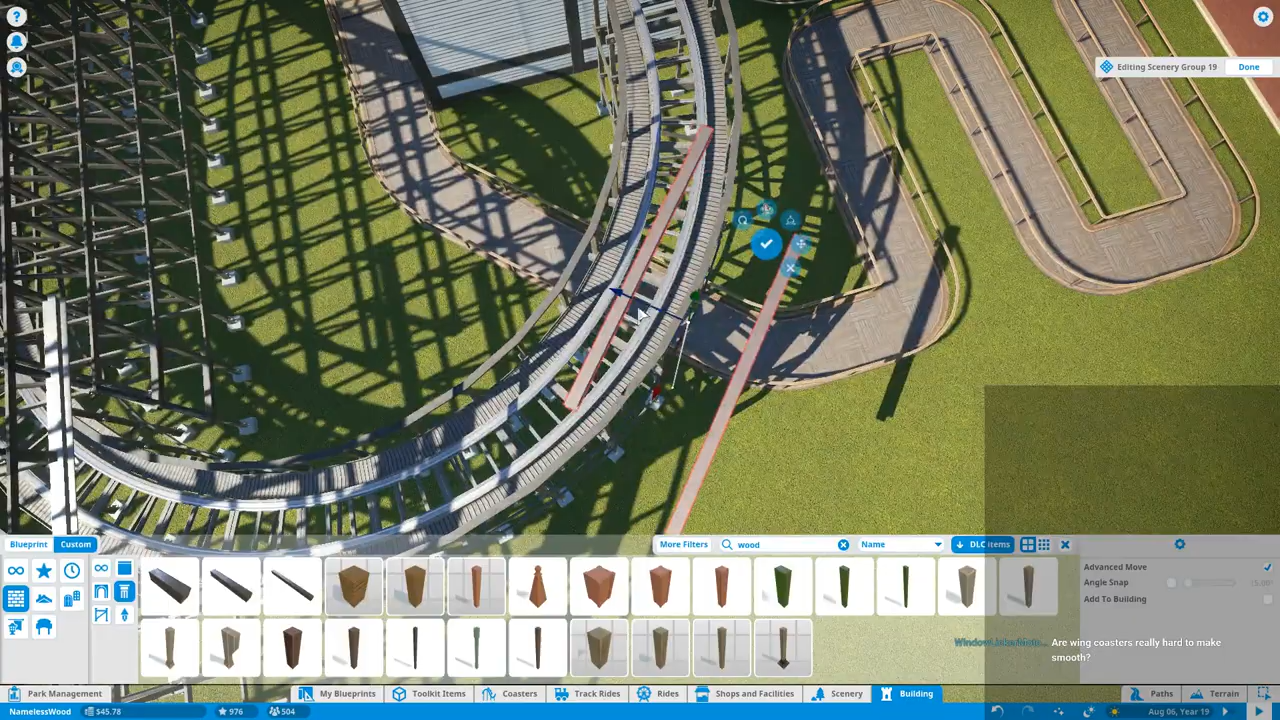 ?
Editing Scenery Group 19 Done
Blueprint Custom More Filters wood Name DLC Items
Advanced Move
Angle Snap
Add To Building
Are wing coasters really hard to make
smooth?
Park Management My Blueprints Toolkit Items Coasters Track Rides Rides Shops and Facilities Scenery Building Paths Terrain
NamelessWood $45.78 976 504 Aug 06, Year 19